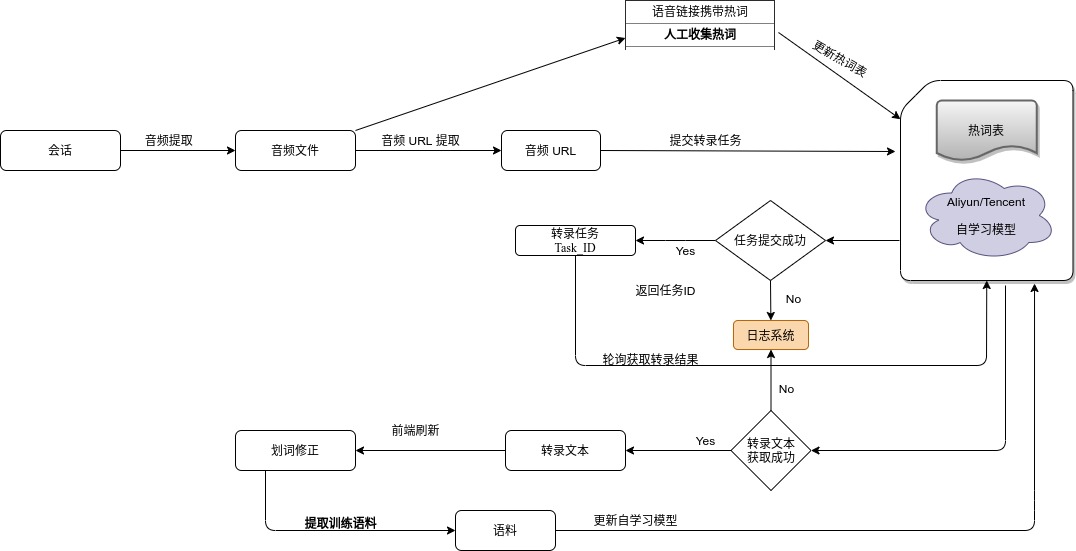 语音链接携带热词
人工收集热词
更新热词表
会话
音频提取
音频文件
音频 URL 提取
音频 URL
提交转录任务
热词表
Aliyun/Tencent
自学习模型
转录任务
Task_ID
Yes
任务提交成功
返回任务ID
No
日志系统
轮询获取转录结果
No
划词修正
前端刷新
转录文本
Yes
转录文本
获取成功
提取训练语料
语料
更新自学习模型